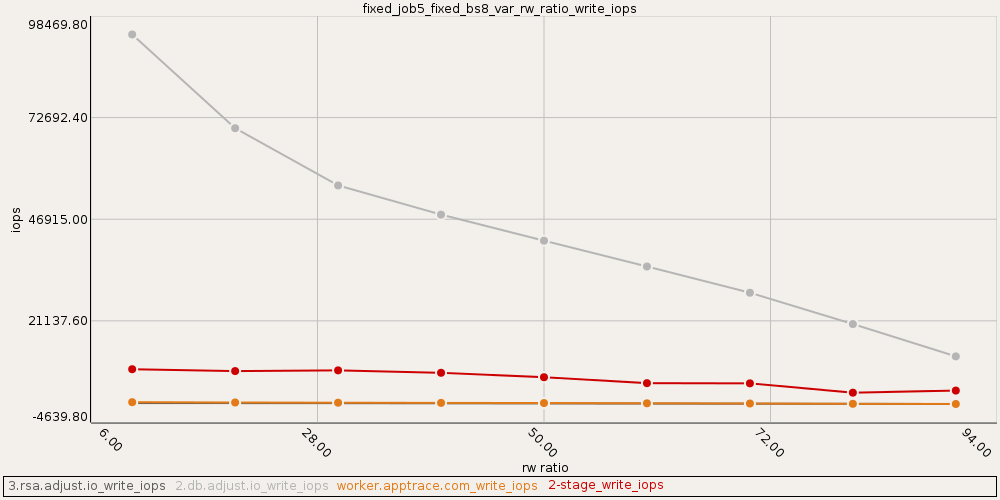 fixed_job5_fixed_bs8_var_rw_ratio_write_iops
98469.80
72692.40
46915.00
21137.60
-4639.80
iops
6.00
28.00
50.00
72.00
94.00
rw ratio
3.rsa.adjust.io_write_iops 2.db.adjust.io_write_iops worker.apptrace.com_write_iops 2-stage_write_iops